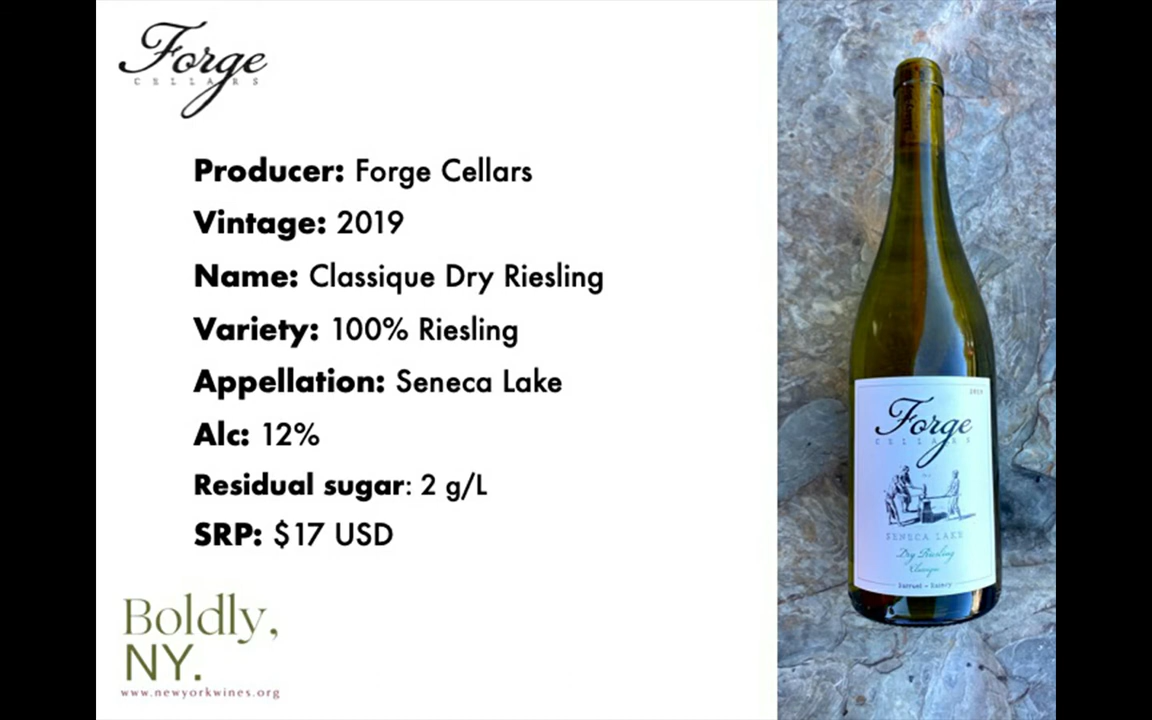 Forge
CELLARS
Producer: Forge Cellars
Vintage: 2019
Name: Classique Dry Riesling
Variety: 100% Riesling
Appellation: Seneca Lake
Alc: 12%
Residual sugar: 2 g/L
SRP: $17 USD
Boldly,
NY.
www.newyorkwines.org
2019
Forge
CELLARS
SENECA LAKE
Dry Riesling
Classique